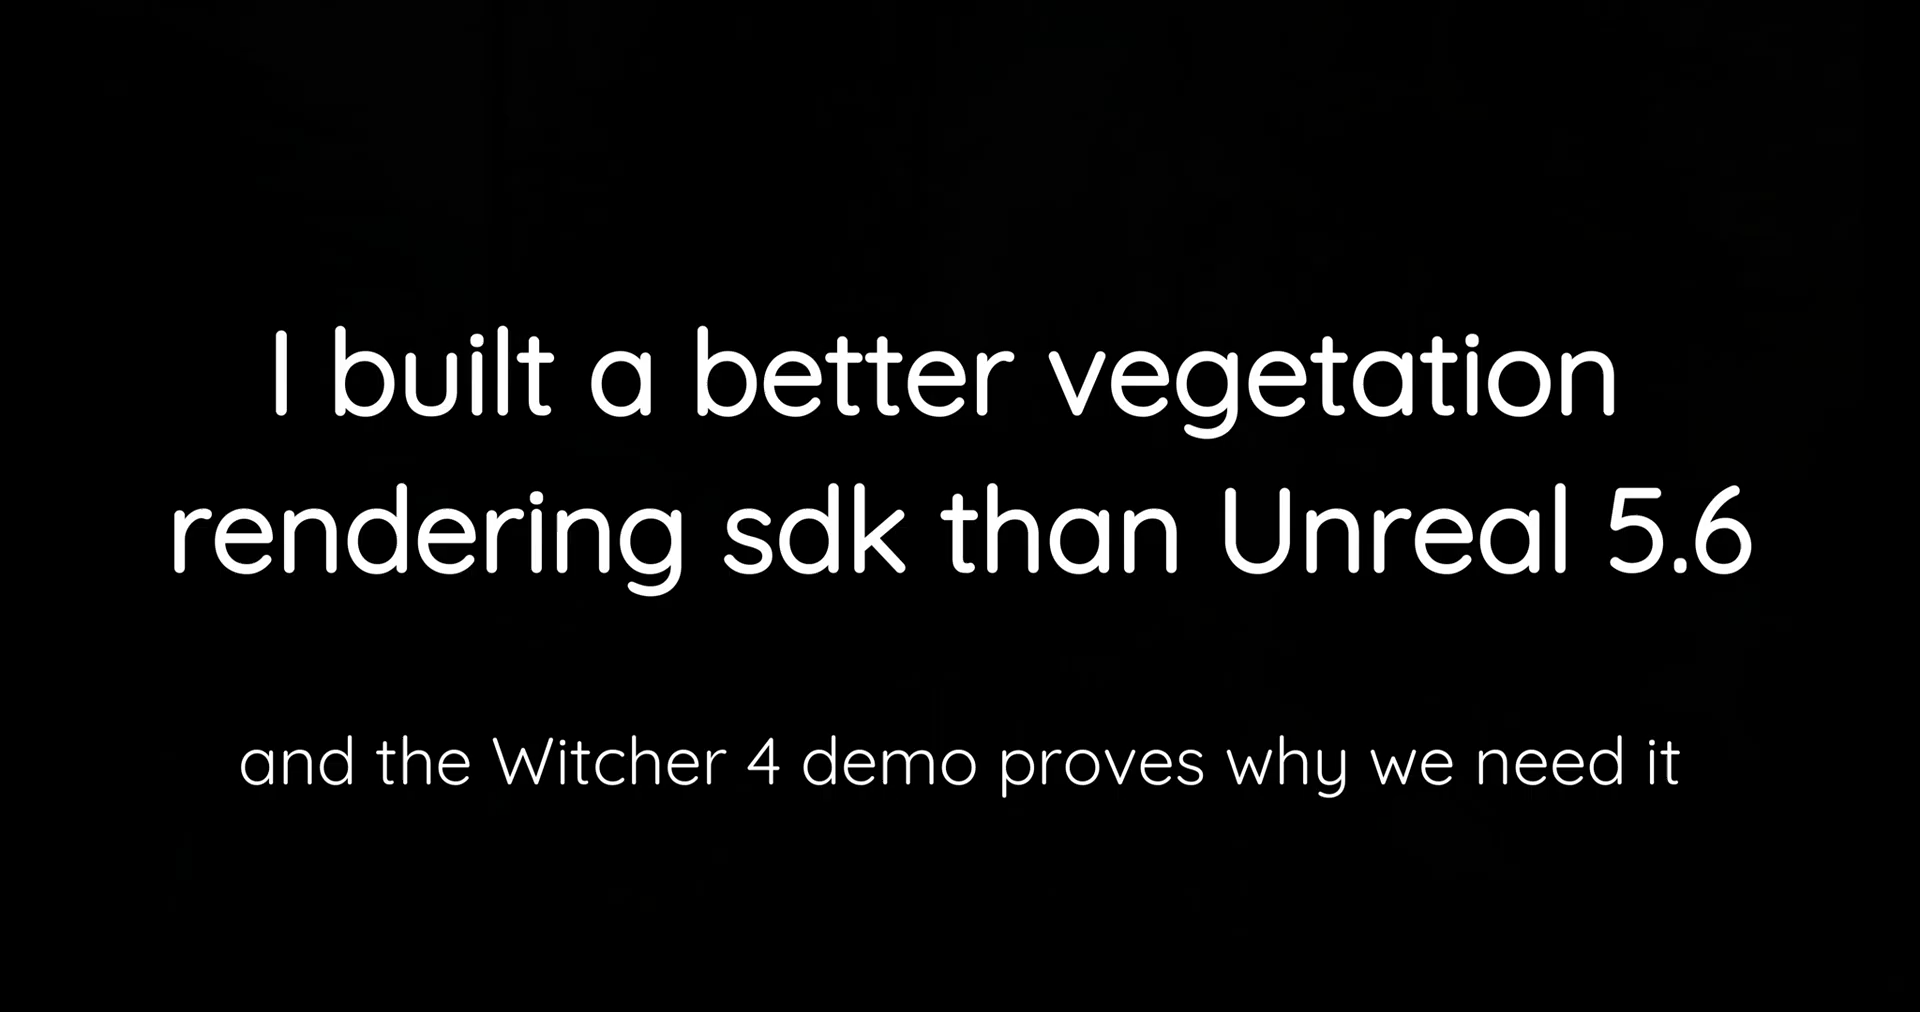 I built a better vegetation
rendering sdk than Unreal 5.6
and the Witcher 4 demo proves why we need it